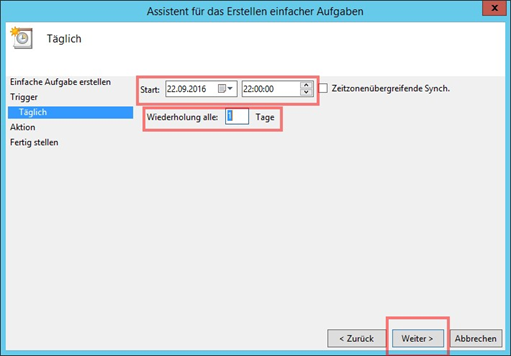 Assistent für das Erstellen einfacher Aufgaben
x
Täglich
Einfache Aufgabe erstellen
Trigger
Täglich
Aktion
Fertig stellen
Start: 22.09.2016 22:00:00 Zeitzonenübergreifende Synch.
Wiederholung alle: 1 Tage
< Zurück Weiter > Abbrechen